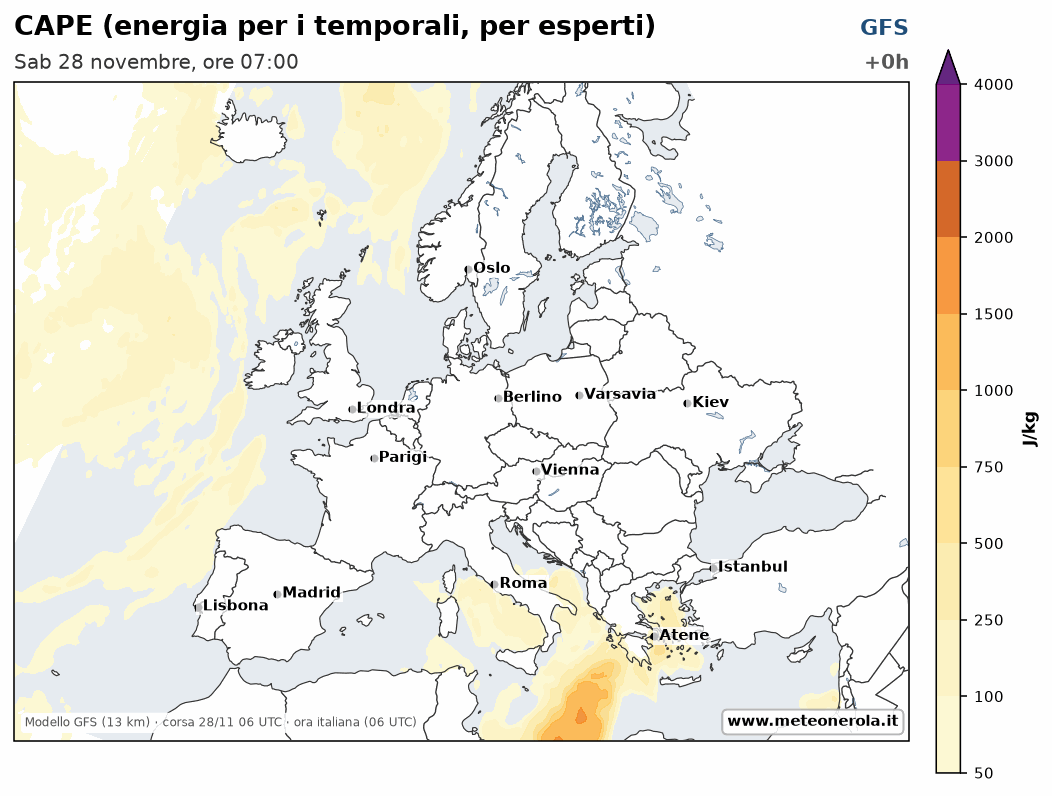 CAPE (energia per i temporali, per esperti)
GFS
Sab 28 novembre, ore 07:00
+0h
4000
3000
2000
1500
1000
750
500
250
100
50
J/kg
Oslo
Berlino
Varsavia
Kiev
Londra
Parigi
Vienna
Istanbul
Roma
Madrid
Lisbona
Atene
Modello GFS (13 km) · corsa 28/11 06 UTC · ora italiana (06 UTC)
www.meteonerola.it